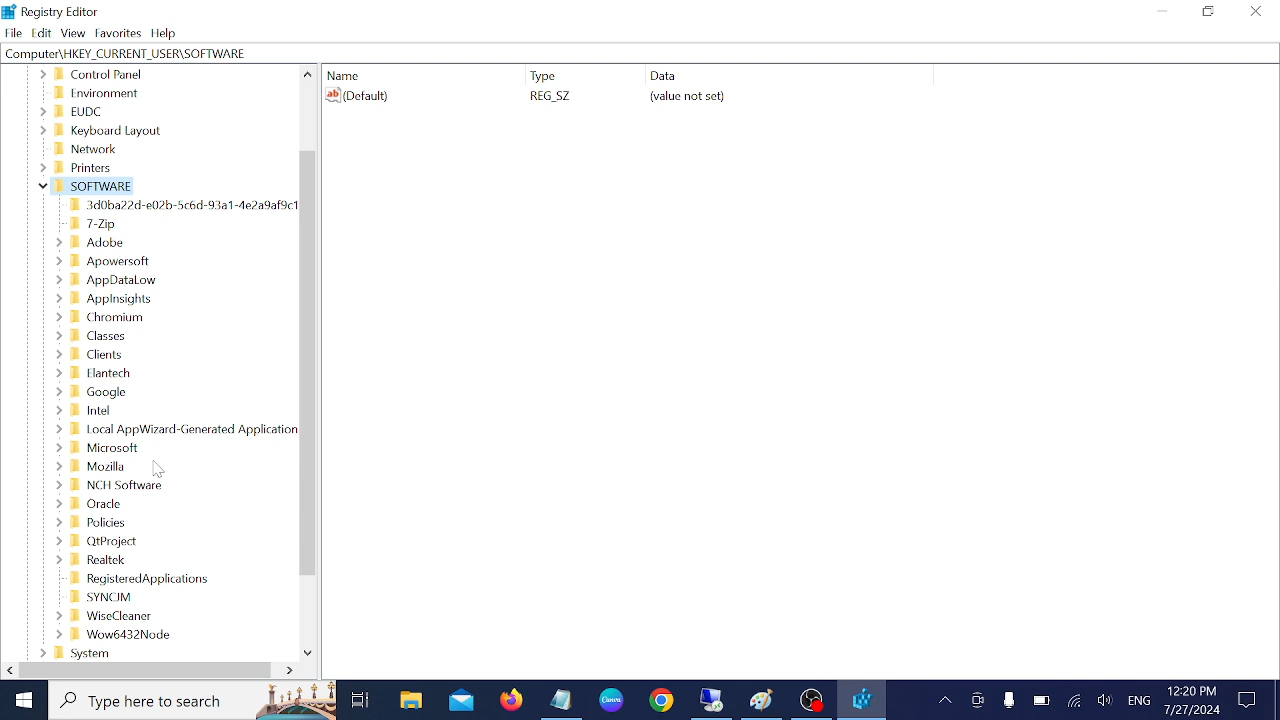 Registry Editor
File Edit View Favorites Help
Computer\HKEY_CURRENT_USER\SOFTWARE
Control Panel
Environment
EUDC
Keyboard Layout
Network
Printers
SOFTWARE
3d0ba22d-e02b-5c6d-93a1-4e2a9af9c1
7-Zip
Adobe
Apowersoft
AppDataLow
AppInsights
Chromium
Classes
Clients
Elantech
Google
Intel
Local AppWizard-Generated Application
Microsoft
Mozilla
NCH Software
Oracle
Policies
QtProject
Realtek
RegisteredApplications
SYNCJM
WiseCleaner
Wow6432Node
System
Name Type Data
ab (Default) REG_SZ (value not set)
Type here to search
Canva
ENG
12:20 PM
7/27/2024